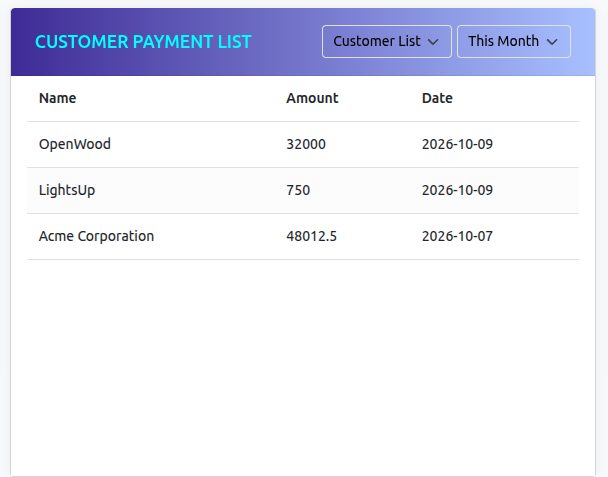 CUSTOMER PAYMENT LIST Customer List This Month
Name Amount Date
OpenWood 32000 2026-10-09
LightsUp 750 2026-10-09
Acme Corporation 48012.5 2026-10-07